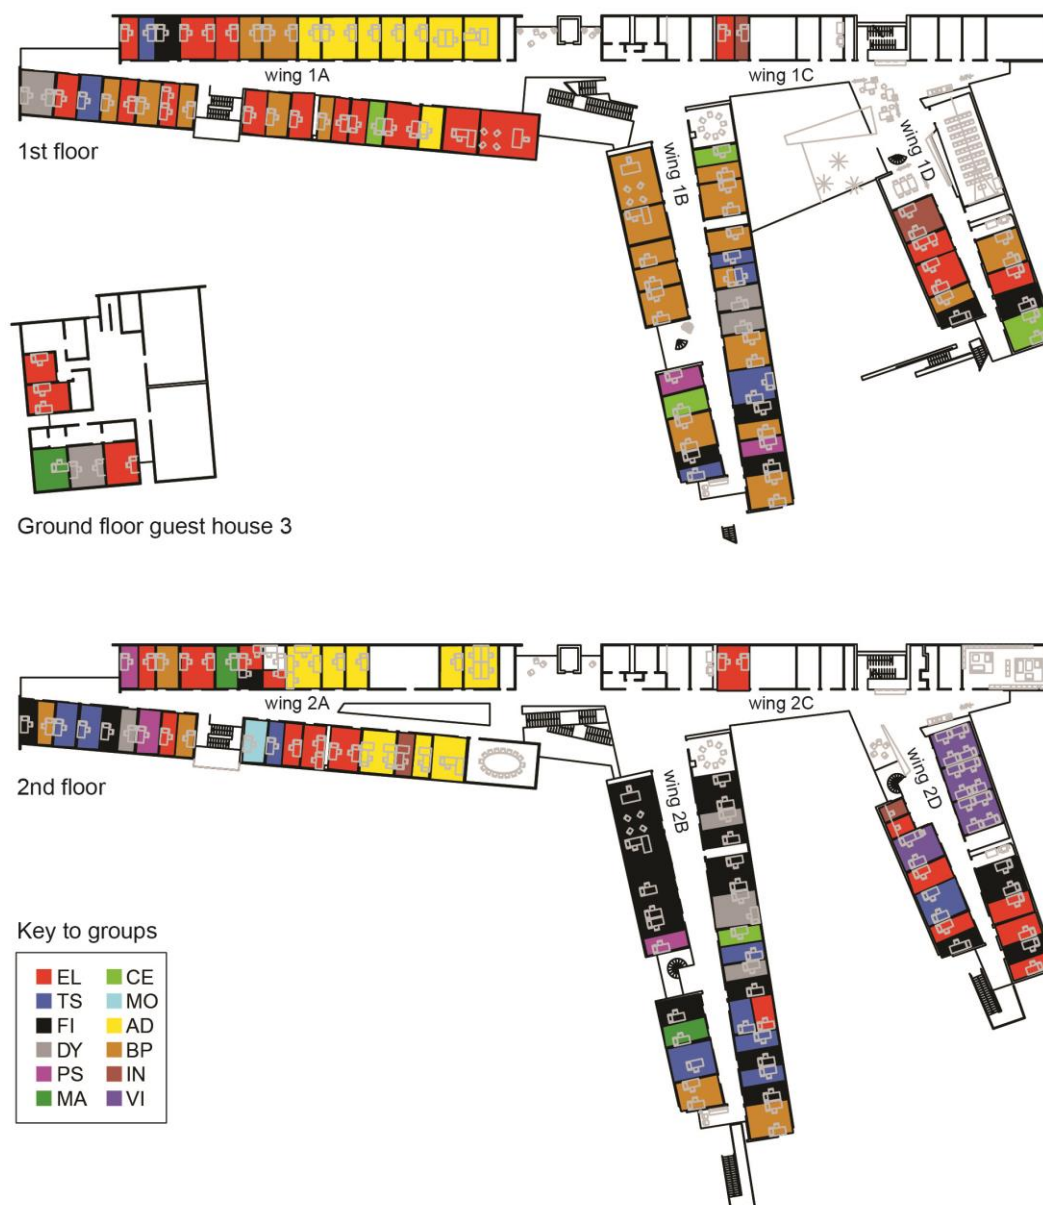 wing 1A
wing 1C
1st floor
wing 1B
wing 1D
Ground floor guest house 3
wing 2A
wing 2C
2nd floor
wing 2B
wing 2D
Key to groups
EL CE
TS MO
FI AD
DY BP
PS IN
MA VI